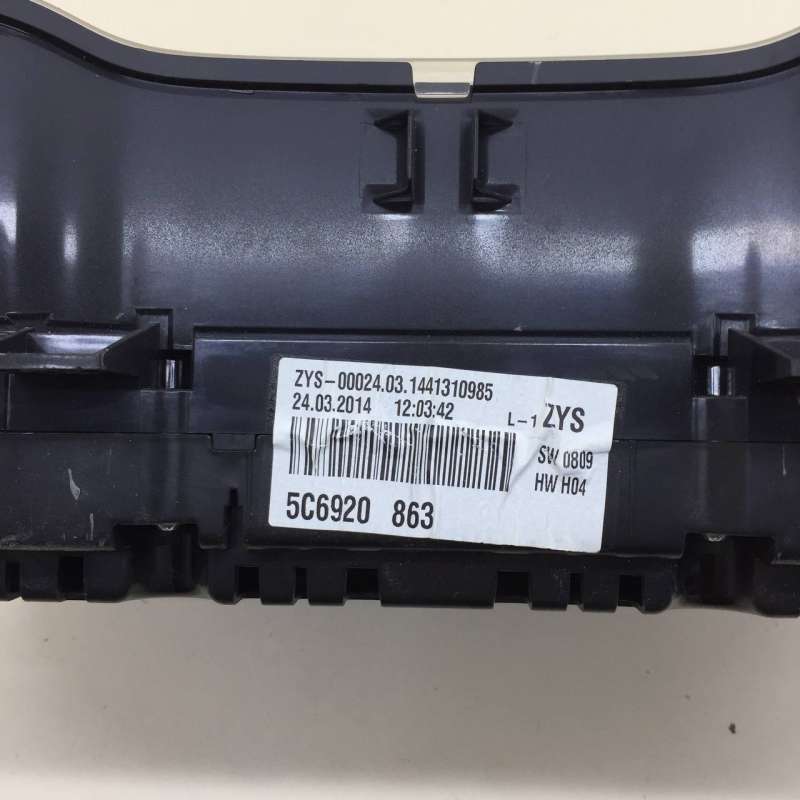 ZYS-00024.03.1441310985
24.03.2014 12:03:42 L-1 ZYS
SW 0809
HW H04
5C6920 863